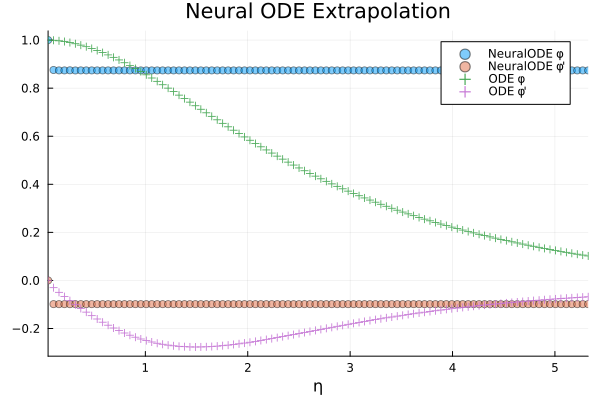 Neural ODE Extrapolation
1.0
0.8
0.6
0.4
0.2
0.0
−0.2
NeuralODE φ
NeuralODE φ'
ODE φ
ODE φ'
1
2
3
4
5
η